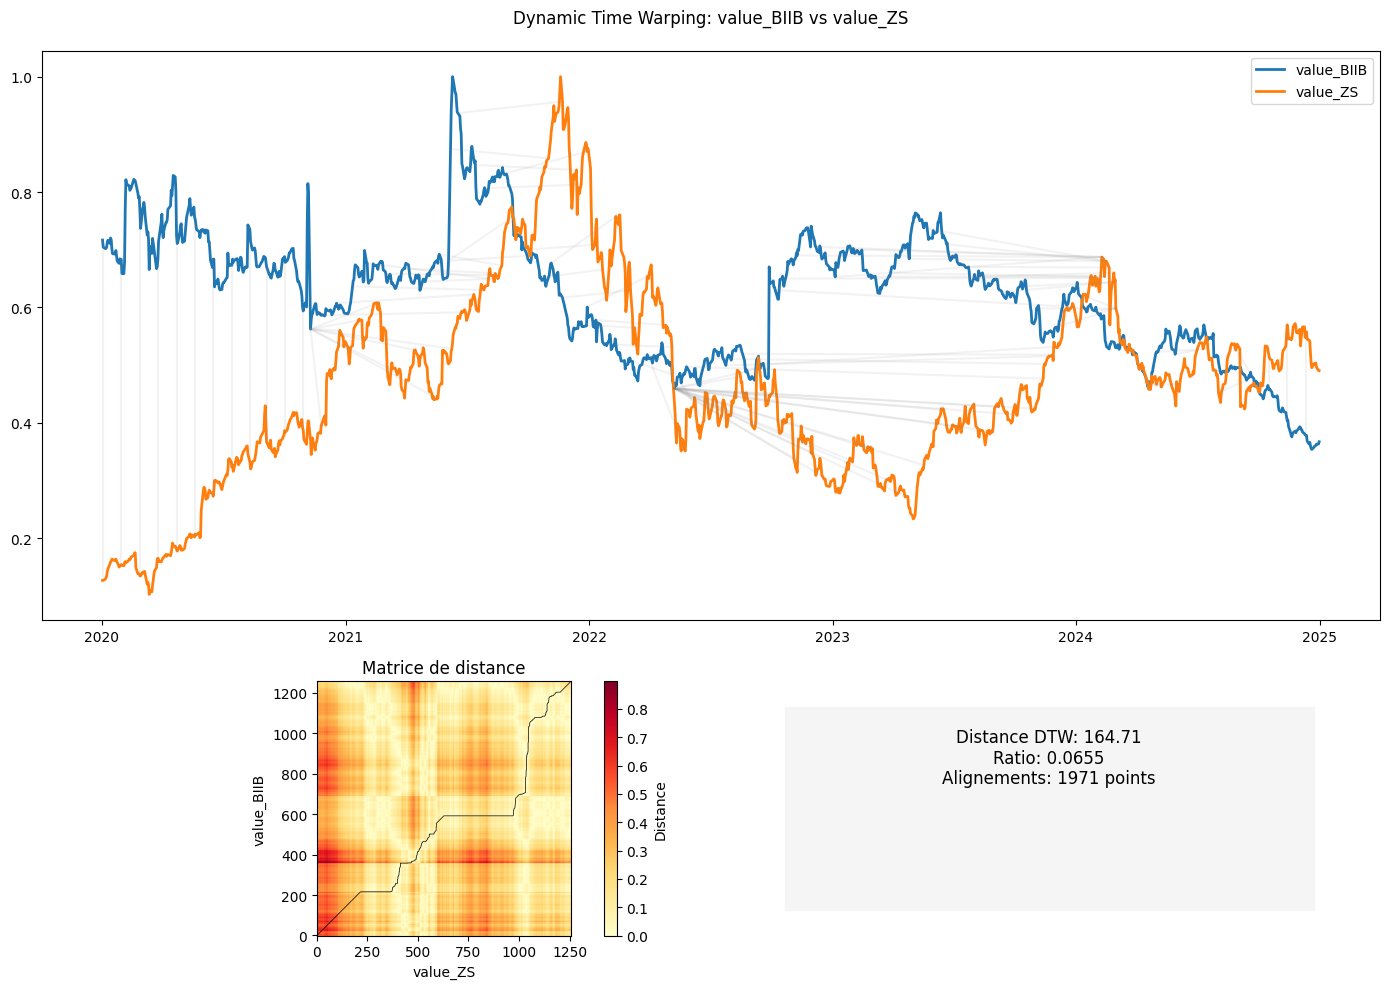 Dynamic Time Warping: value_BIIB vs value_ZS
value_BIIB
value_ZS
1.0
0.8
0.6
0.4
0.2
2020 2021 2022 2023 2024 2025
Matrice de distance
value_BIIB
1200
1000
800
600
400
200
0
0 250 500 750 1000 1250
value_ZS
0.8
0.7
0.6
0.5
0.4
0.3
0.2
0.1
0.0
Distance
Distance DTW: 164.71
Ratio: 0.0655
Alignements: 1971 points